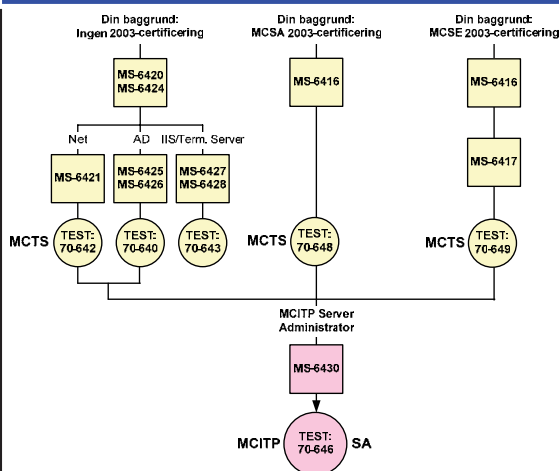 Din baggrund:
Ingen 2003-certificering
Din baggrund:
MCSA 2003-certificering
Din baggrund:
MCSE 2003-certificering
MS-6420
MS-6424
MS-6416
MS-6416
Net
AD
IIS/Term. Server
MS-6421
MS-6425
MS-6426
MS-6427
MS-6428
MS-6417
MCTS
TEST:
70-642
TEST:
70-640
TEST:
70-643
MCTS
TEST:
70-648
MCTS
TEST:
70-649
MCITP Server
Administrator
MS-6430
MCITP
TEST:
70-646
SA